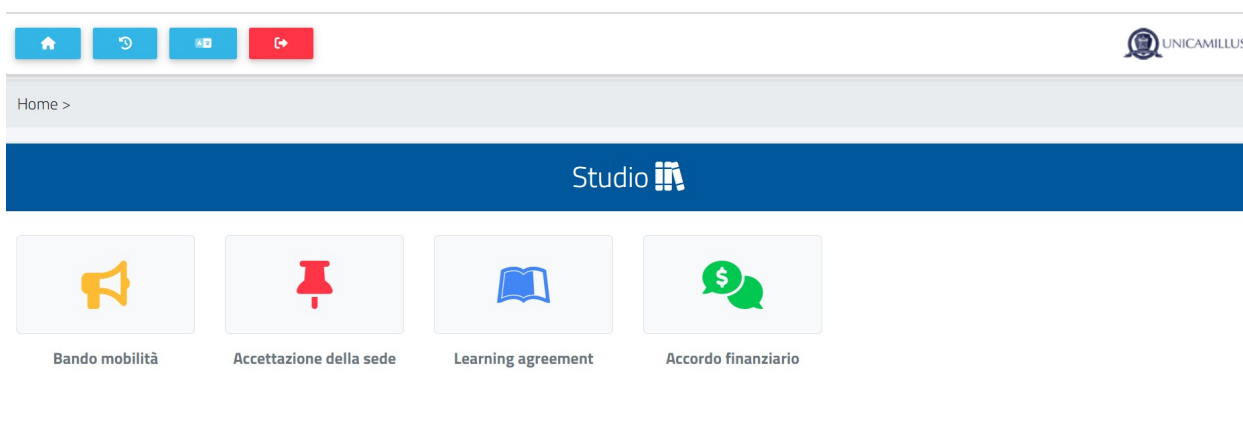 UNICAMILLUS
Home >
Studio
Bando mobilità
Accettazione della sede
Learning agreement
Accordo finanziario